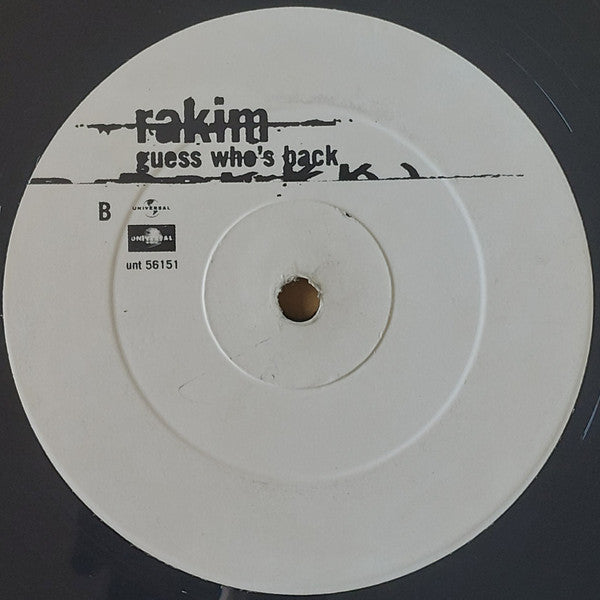 rakim
guess who's back
B
UNIVERSAL
UNIVERSAL
unt 56151